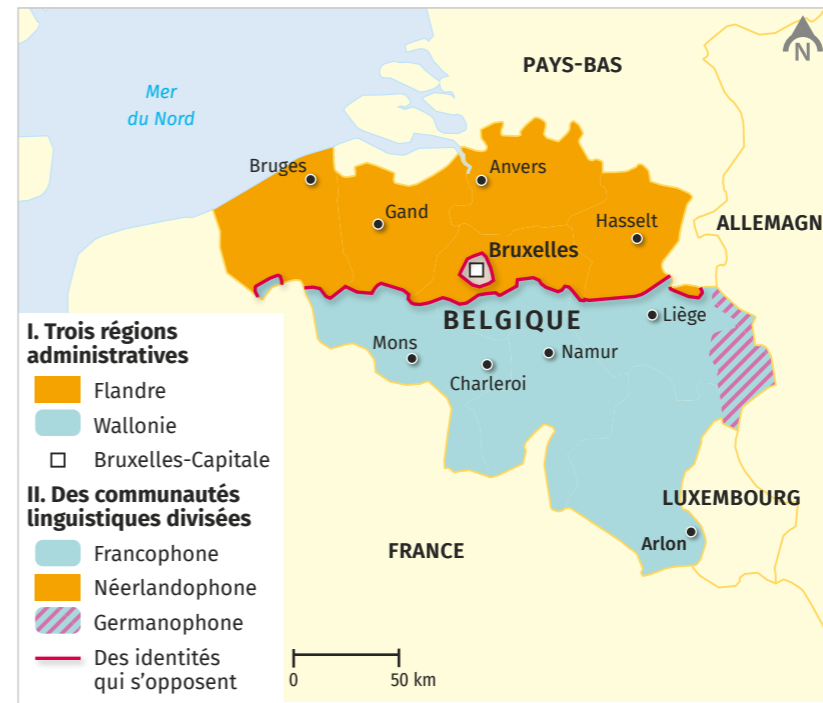 N
PAYS-BAS
Mer
du Nord
Bruges
Anvers
Gand
Hasselt
ALLEMAGN
Bruxelles
BELGIQUE
Liège
Mons
Namur
Charleroi
LUXEMBOURG
Arlon
FRANCE
I. Trois régions
administratives
Flandre
Wallonie
Bruxelles-Capitale
II. Des communautés
linguistiques divisées
Francophone
Néerlandophone
Germanophone
Des identités
qui s'opposent
0 50 km